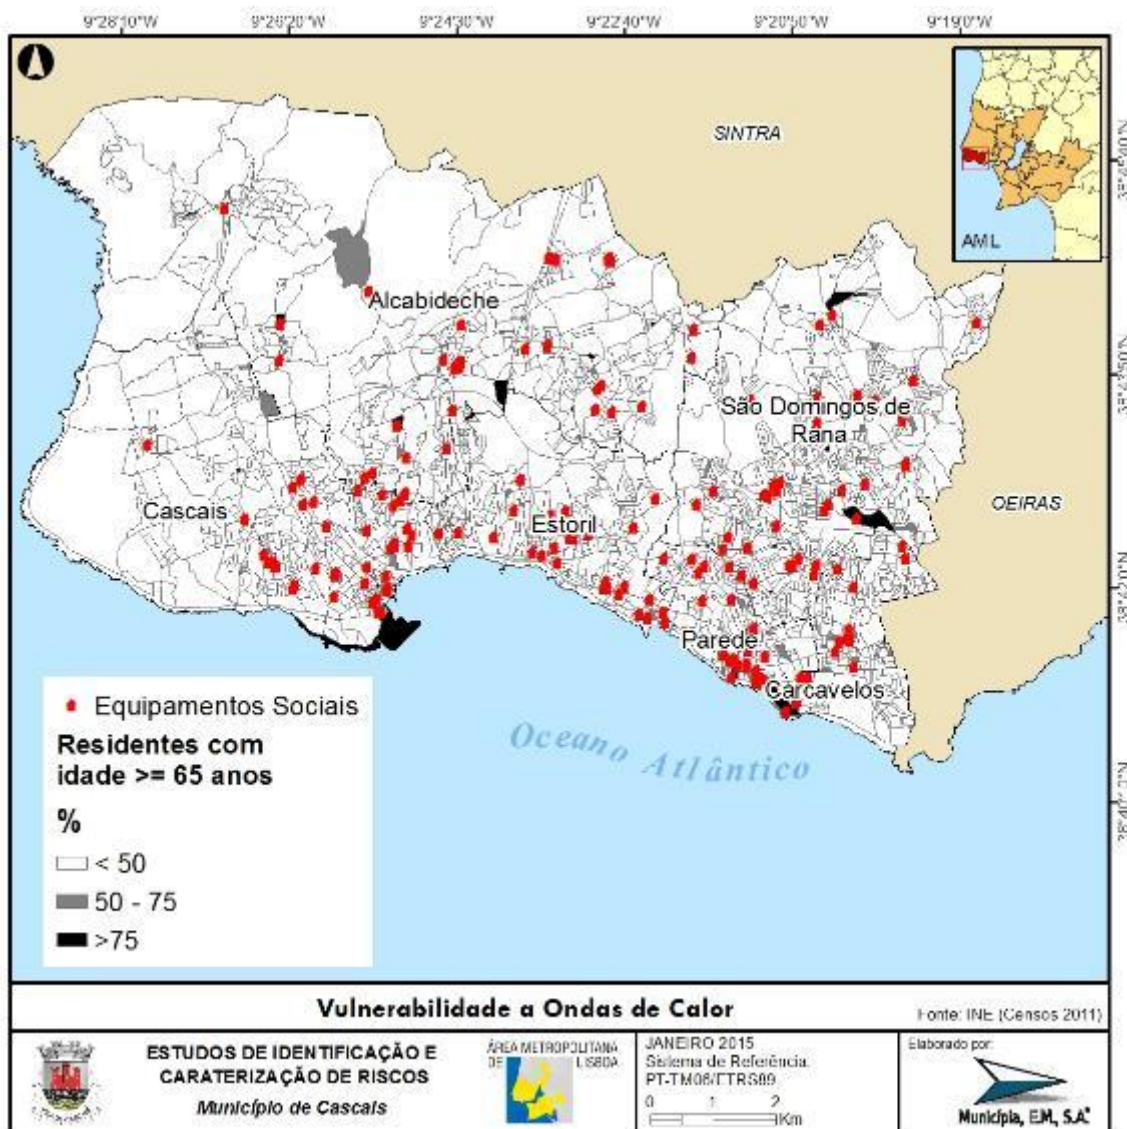 9°28'10"W 9°26'20"W 9°24'30"W 9°22'40"W 9°20'50"W 9°19'0"W
SINTRA
AML
Alcabideche
São Domingos de
Rana
Cascais
Estoril
OEIRAS
Parede
Carcavelos
Oceano Atlântico
Equipamentos Sociais
Residentes com
idade >= 65 anos
%
< 50
50 - 75
>75
Vulnerabilidade a Ondas de Calor
Fonte: INE (Censos 2011)
ESTUDOS DE IDENTIFICAÇÃO E
CARATERIZAÇÃO DE RISCOS
Município de Cascais
ÁREA METROPOLITANA
DE LISBOA
JANEIRO 2015
Sistema de Referência
PT-TM06/ETRS89
0 1 2
Km
Elaborado por:
Município, E.M., S.A.